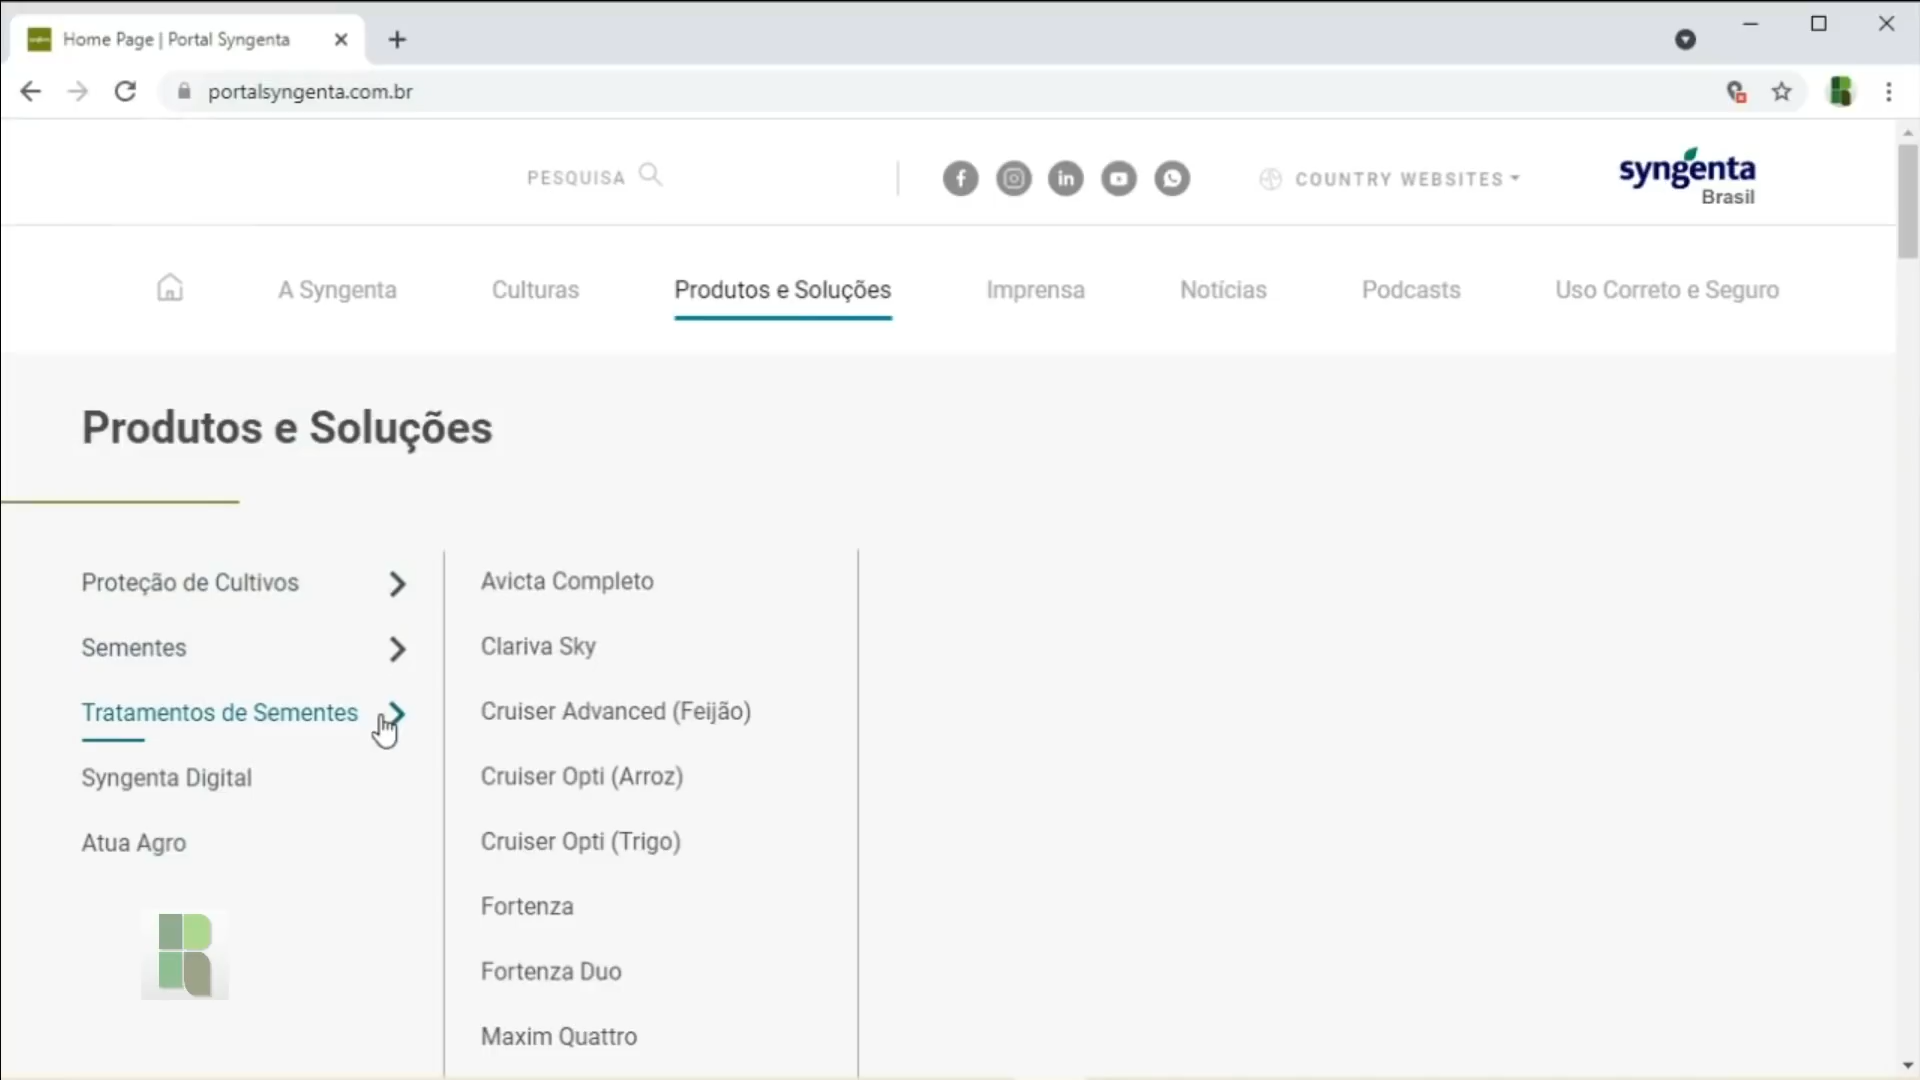 Home Page | Portal Syngenta
portalsyngenta.com.br
PESQUISA
COUNTRY WEBSITES
syngenta
Brasil
A Syngenta
Culturas
Produtos e Soluções
Imprensa
Notícias
Podcasts
Uso Correto e Seguro
Produtos e Soluções
Proteção de Cultivos
Sementes
Tratamentos de Sementes
Syngenta Digital
Atua Agro
Avicta Completo
Clariva Sky
Cruiser Advanced (Feijão)
Cruiser Opti (Arroz)
Cruiser Opti (Trigo)
Fortenza
Fortenza Duo
Maxim Quattro